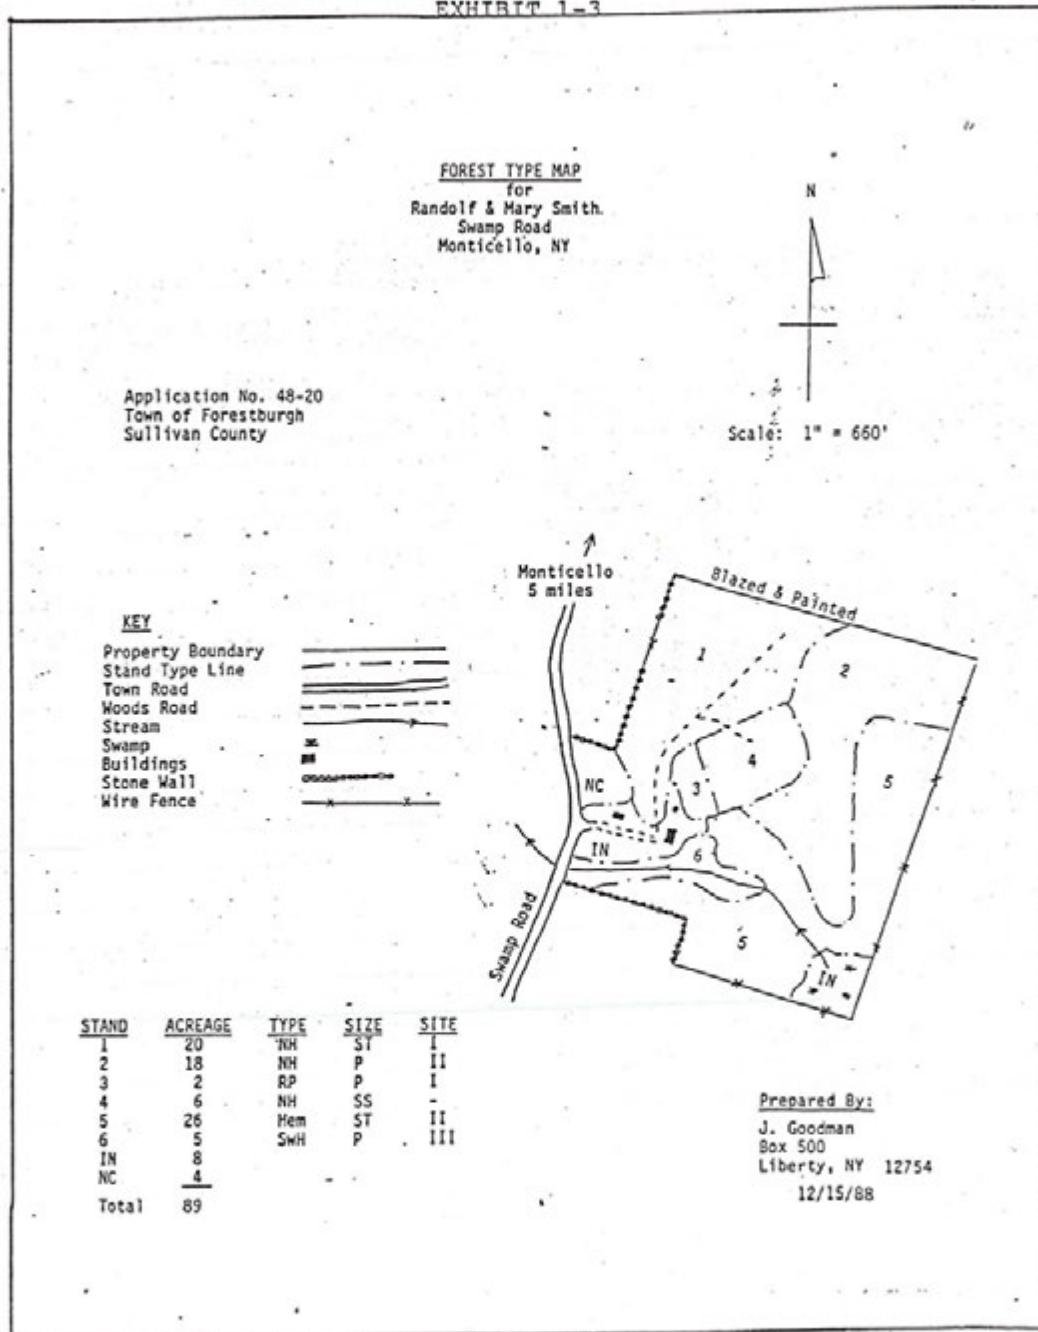 EXHIBIT 1-3
FOREST TYPE MAP
for
Randolf & Mary Smith
Swamp Road
Monticello, NY
N
Application No. 48-20
Town of Forestburgh
Sullivan County
Scale: 1" = 660'
Monticello
5 miles
Blazed & Painted
KEY
Property Boundary
Stand Type Line
Town Road
Woods Road
Stream
Swamp
Buildings
Stone Wall
Wire Fence
1
2
4
3
5
NC
IN
6
5
IN
Swamp Road
STAND ACREAGE TYPE SIZE SITE
1 20 NH ST I
2 18 NH P II
3 2 RP P I
4 6 NH SS -
5 26 Hem ST II
6 5 SwH P III
IN 8
NC 4
Total 89
Prepared By:
J. Goodman
Box 500
Liberty, NY 12754
12/15/88